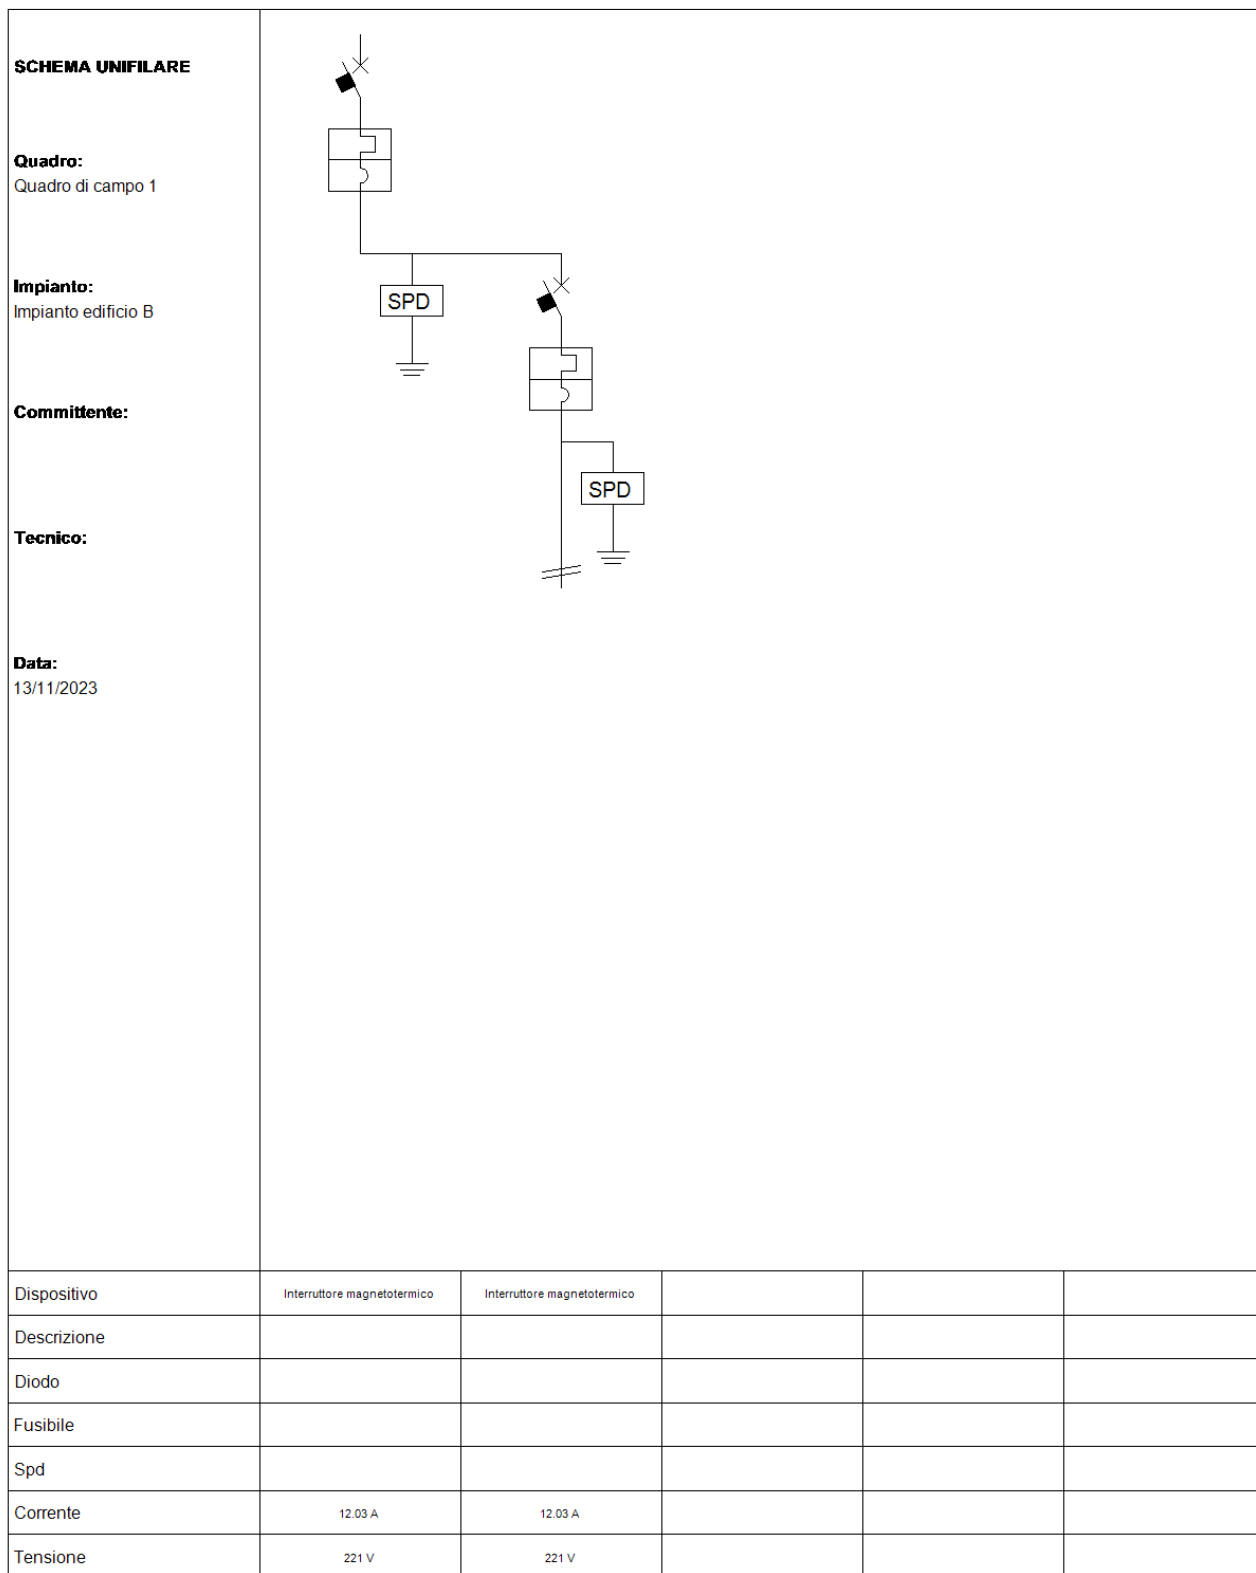 SCHEMA UNIFILARE
Quadro:
Quadro di campo 1
Impianto:
Impianto edificio B
Committente:
Tecnico:
Data:
13/11/2023
SPD
SPD
Dispositivo Interruttore magnetotermico Interruttore magnetotermico
Descrizione
Diodo
Fusibile
Spd
Corrente 12.03 A 12.03 A
Tensione 221 V 221 V